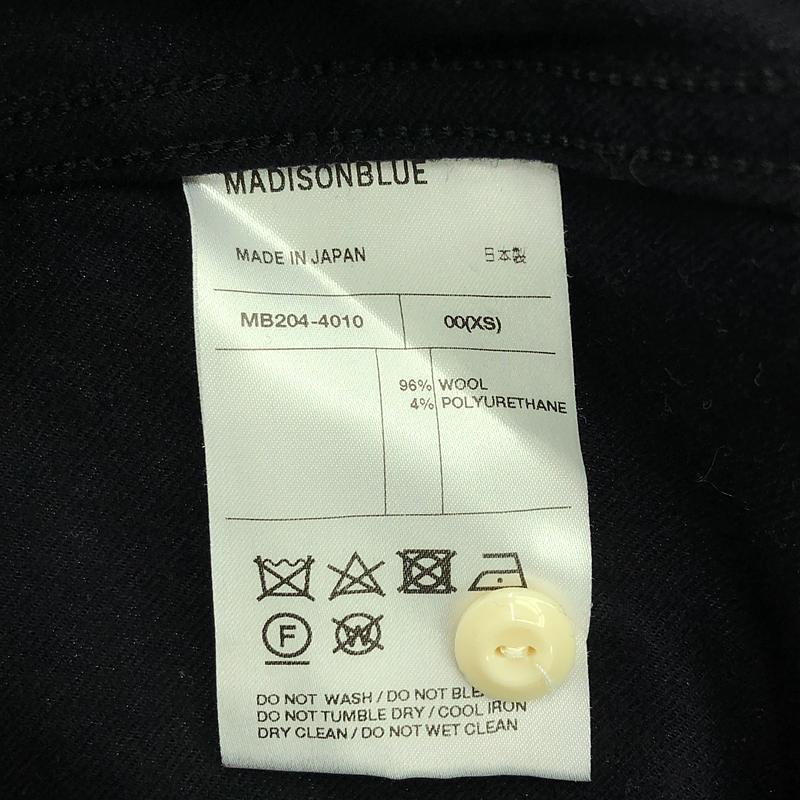 MADISONBLUE
MADE IN JAPAN 日本製
MB204-4010 00(XS)
96% WOOL
4% POLYURETHANE
F W
DO NOT WASH / DO NOT
DO NOT TUMBLE DRY / COOL IRON
DRY CLEAN / DO NOT WET CLEAN